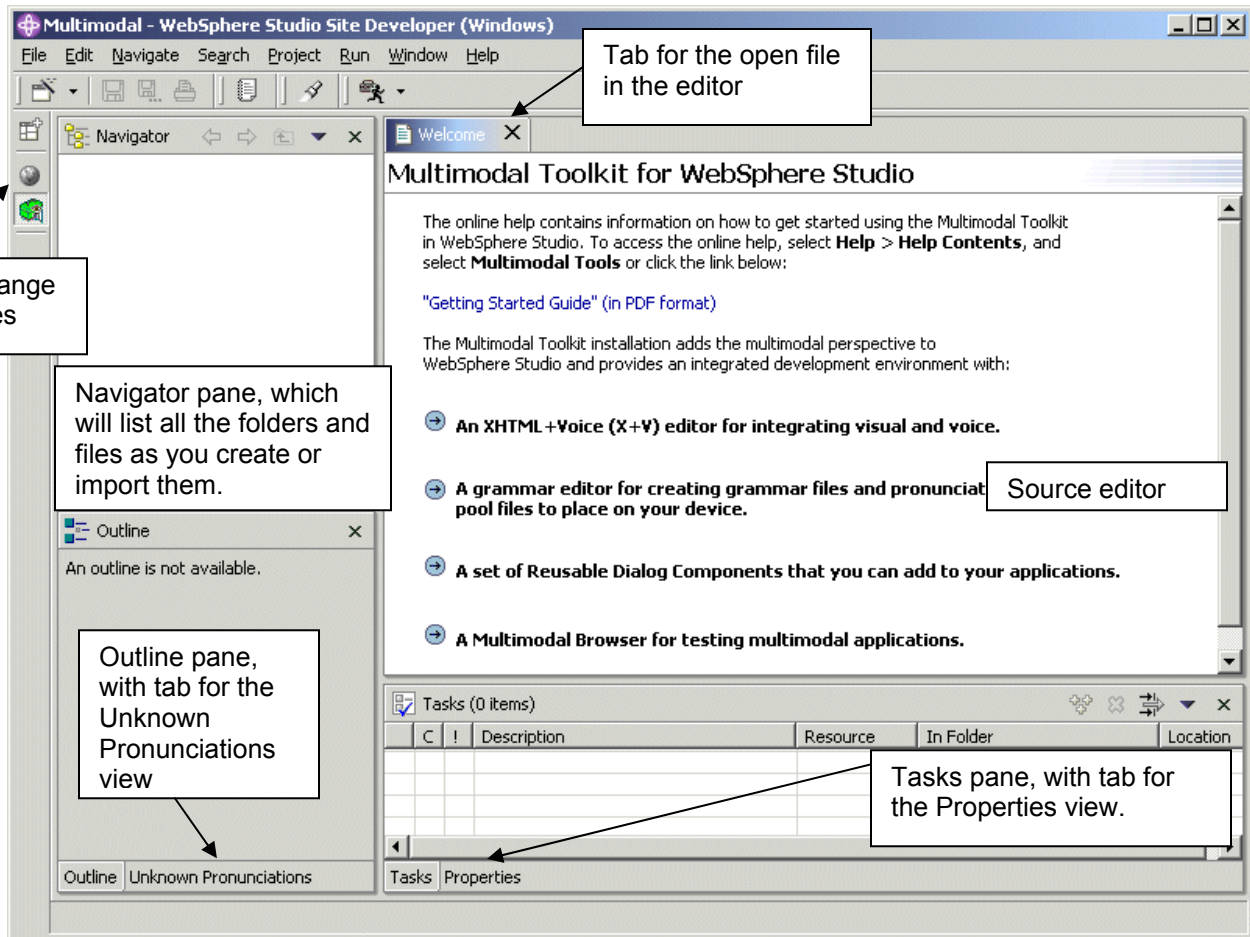 Multimodal - WebSphere Studio Site Developer (Windows)
File Edit Navigate Search Project Run Window Help
Tab for the open file
in the editor
Navigator
Welcome
Multimodal Toolkit for WebSphere Studio
The online help contains information on how to get started using the Multimodal Toolkit
in WebSphere Studio. To access the online help, select Help > Help Contents, and
select Multimodal Tools or click the link below:
"Getting Started Guide" (in PDF format)
The Multimodal Toolkit installation adds the multimodal perspective to
WebSphere Studio and provides an integrated development environment with:
An XHTML+Voice (X+V) editor for integrating visual and voice.
A grammar editor for creating grammar files and pronunciat
pool files to place on your device.
A set of Reusable Dialog Components that you can add to your applications.
A Multimodal Browser for testing multimodal applications.
Source editor
ange
es
Navigator pane, which
will list all the folders and
files as you create or
import them.
Outline
An outline is not available.
Outline pane,
with tab for the
Unknown
Pronunciations
view
Outline Unknown Pronunciations
Tasks (0 items)
C ! Description Resource In Folder Location
Tasks pane, with tab for
the Properties view.
Tasks Properties